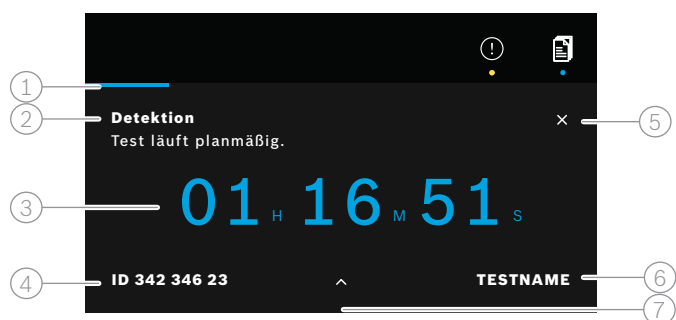 1
2 Detektion 5
Test läuft planmäßig.
3 01 H 16 M 51 S
4 ID 342 346 23 TESTNAME 6
7